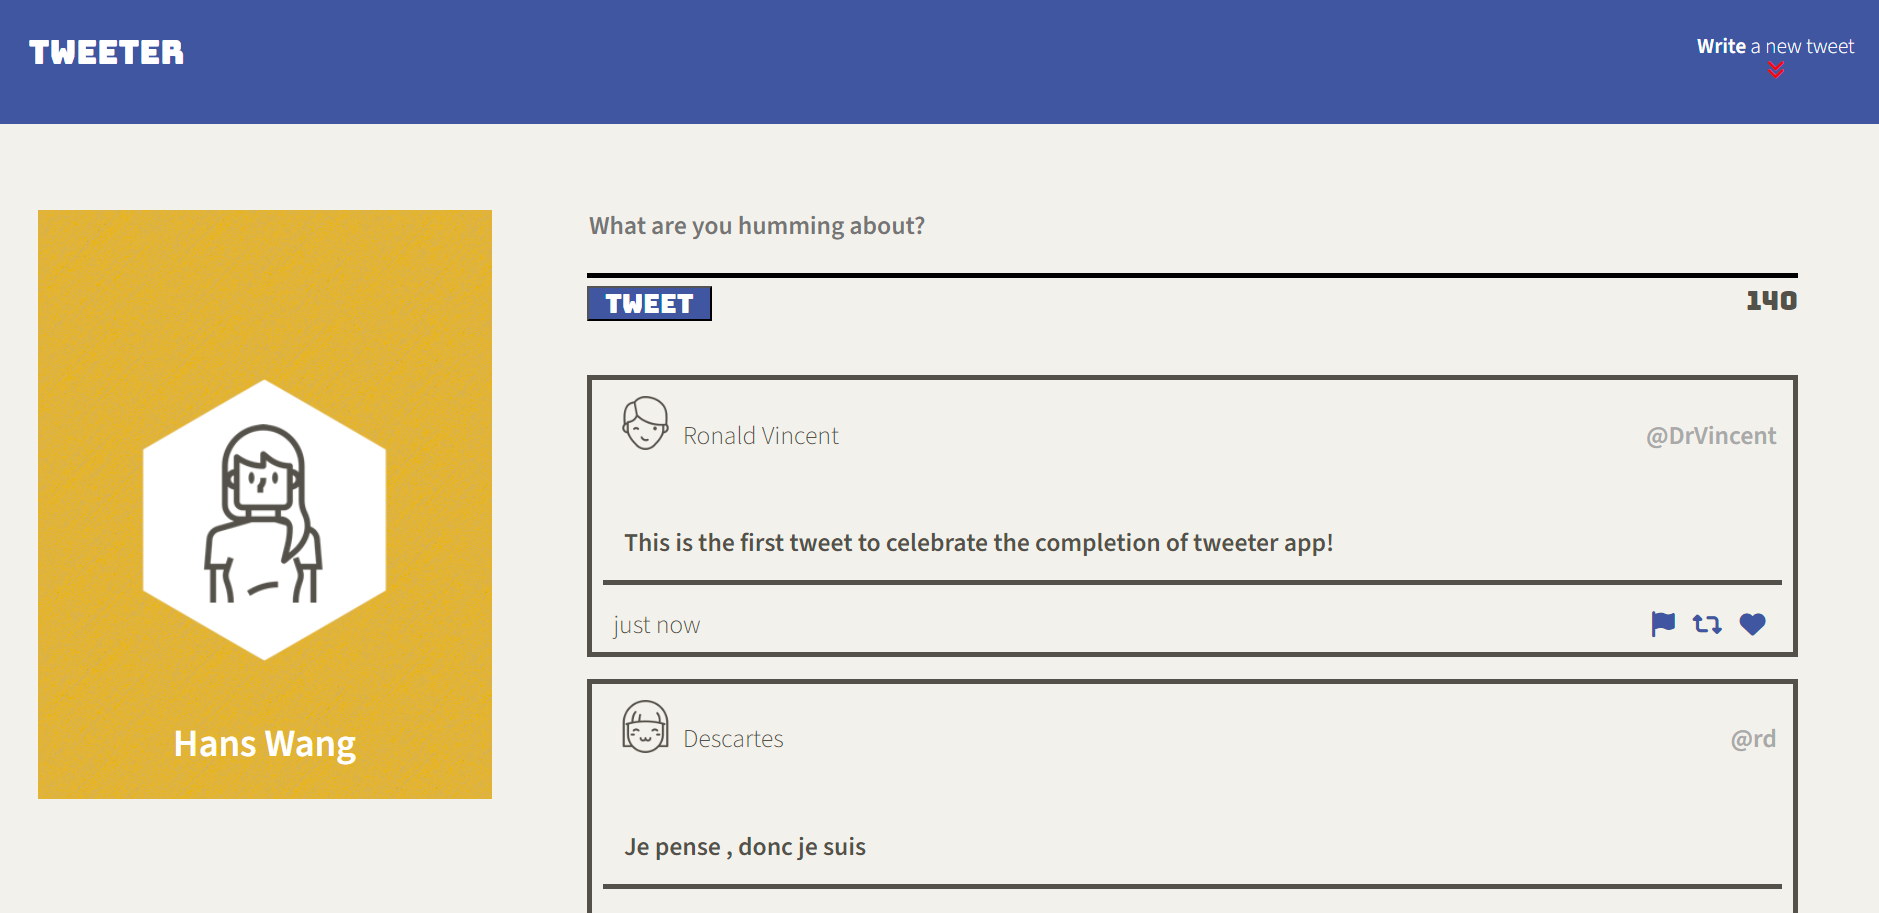 TWEETER
Write a new tweet
Hans Wang
What are you humming about?
TWEET
140
Ronald Vincent
@DrVincent
This is the first tweet to celebrate the completion of tweeter app!
just now
Descartes
@rd
Je pense , donc je suis